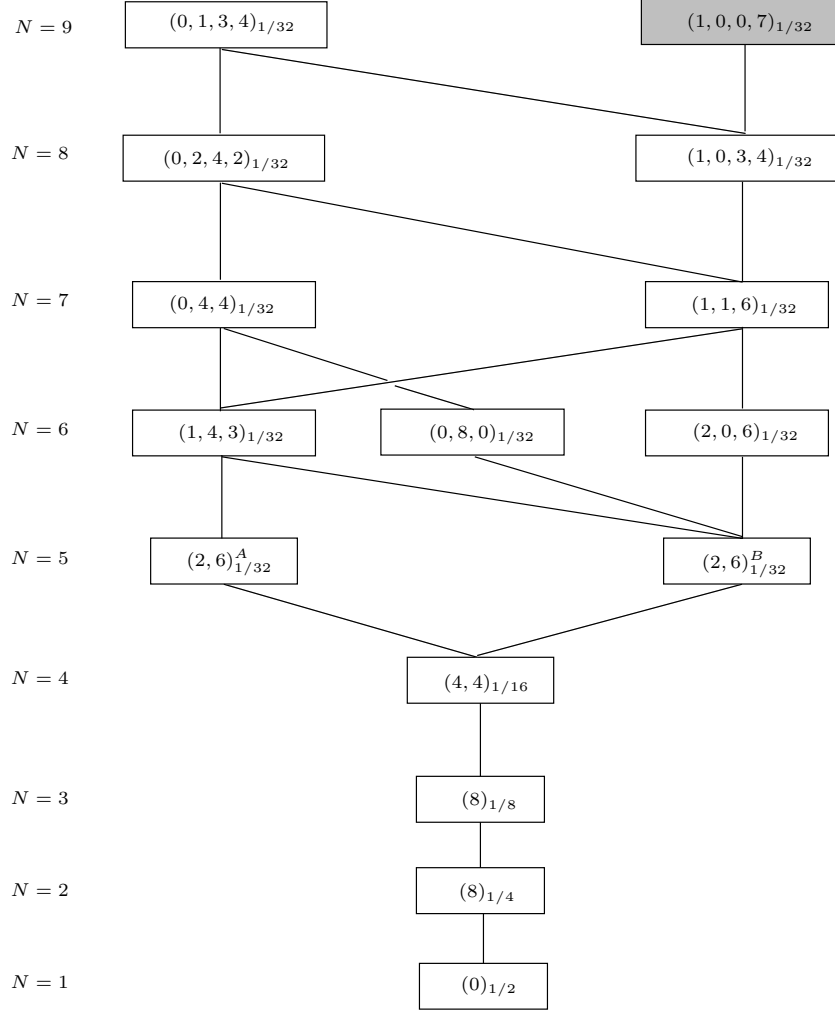 N = 9 (0, 1, 3, 4)_{1/32} (1, 0, 0, 7)_{1/32}
N = 8 (0, 2, 4, 2)_{1/32} (1, 0, 3, 4)_{1/32}
N = 7 (0, 4, 4)_{1/32} (1, 1, 6)_{1/32}
N = 6 (1, 4, 3)_{1/32} (0, 8, 0)_{1/32} (2, 0, 6)_{1/32}
N = 5 (2, 6)^A_{1/32} (2, 6)^B_{1/32}
N = 4 (4, 4)_{1/16}
N = 3 (8)_{1/8}
N = 2 (8)_{1/4}
N = 1 (0)_{1/2}